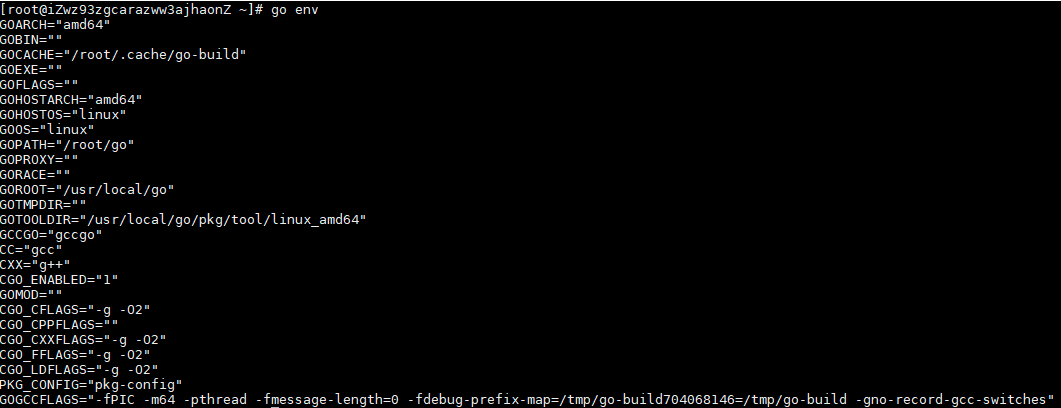 [root@iZwz93zgcarazww3ajhaonZ ~]# go env
GOARCH="amd64"
GOBIN=""
GOCACHE="/root/.cache/go-build"
GOEXE=""
GOFLAGS=""
GOHOSTARCH="amd64"
GOHOSTOS="linux"
GOOS="linux"
GOPATH="/root/go"
GOPROXY=""
GORACE=""
GOROOT="/usr/local/go"
GOTMPDIR=""
GOTOOLDIR="/usr/local/go/pkg/tool/linux_amd64"
GCCGO="gccgo"
CC="gcc"
CXX="g++"
CGO_ENABLED="1"
GOMOD=""
CGO_CFLAGS="-g -O2"
CGO_CPPFLAGS=""
CGO_CXXFLAGS="-g -O2"
CGO_FFLAGS="-g -O2"
CGO_LDFLAGS="-g -O2"
PKG_CONFIG="pkg-config"
GOGCCFLAGS="-fPIC -m64 -pthread -fmessage-length=0 -fdebug-prefix-map=/tmp/go-build704068146=/tmp/go-build -gno-record-gcc-switches"